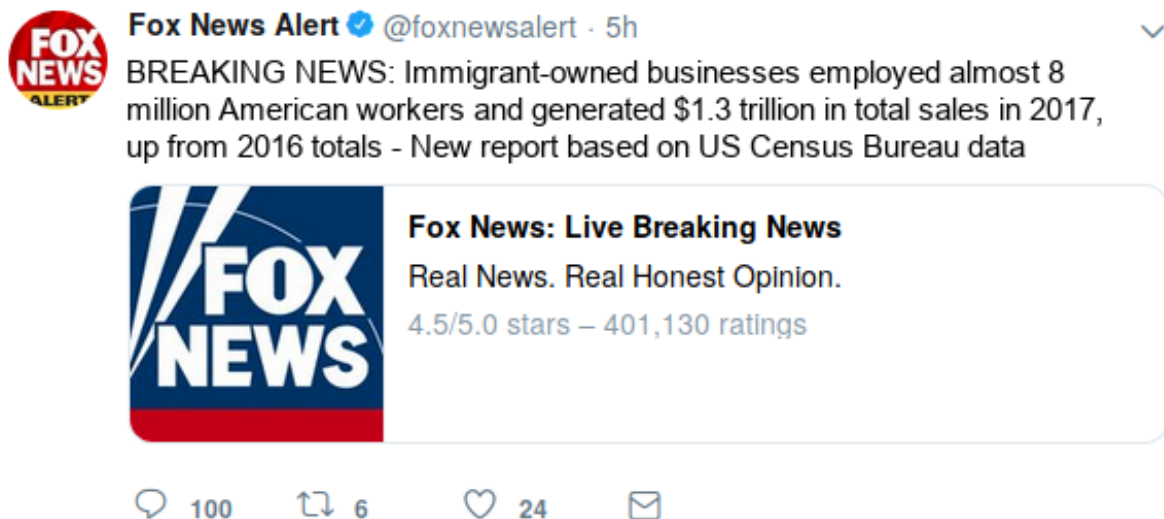 FOX
NEWS
ALERT
Fox News Alert @foxnewsalert · 5h
BREAKING NEWS: Immigrant-owned businesses employed almost 8
million American workers and generated $1.3 trillion in total sales in 2017,
up from 2016 totals - New report based on US Census Bureau data
FOX
NEWS
Fox News: Live Breaking News
Real News. Real Honest Opinion.
4.5/5.0 stars – 401,130 ratings
100 6 24